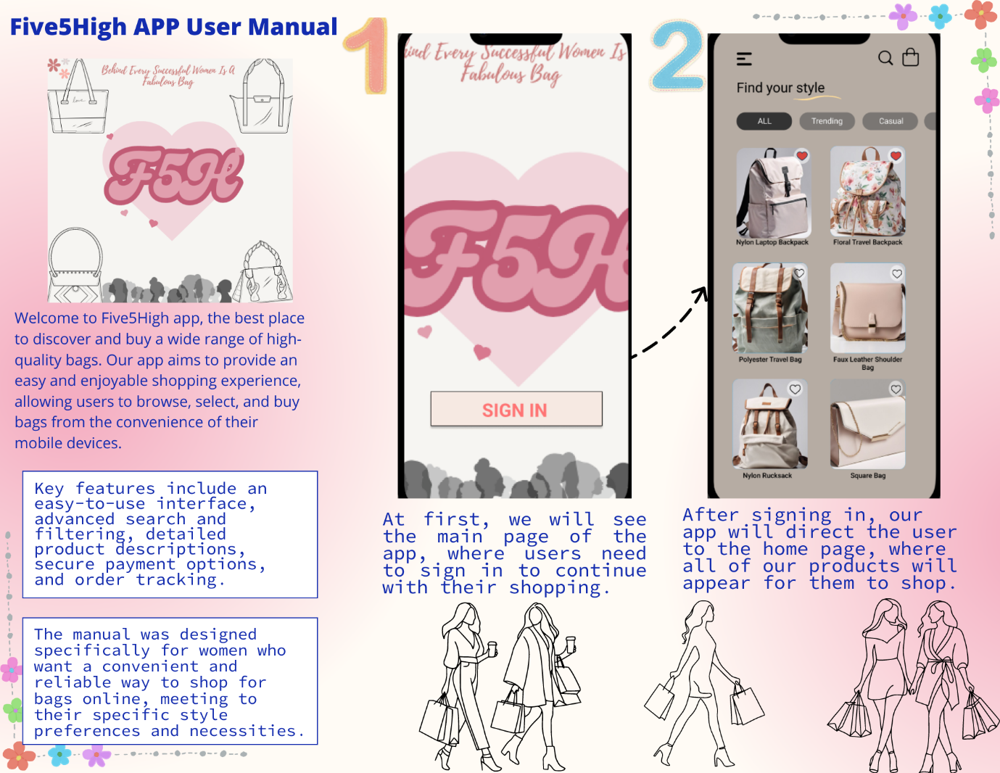 Five5High APP User Manual
Behind Every Successful Women Is A
Fabulous Bag
love
F5H
Welcome to Five5High app, the best place
to discover and buy a wide range of high-
quality bags. Our app aims to provide an
easy and enjoyable shopping experience,
allowing users to browse, select, and buy
bags from the convenience of their
mobile devices.
Key features include an
easy-to-use interface,
advanced search and
filtering, detailed
product descriptions,
secure payment options,
and order tracking.
The manual was designed
specifically for women who
want a convenient and
reliable way to shop for
bags online, meeting to
their specific style
preferences and necessities.
1
hind Every Successful Women Is
Fabulous Bag
F5H
SIGN IN
At first, we will see
the main page of the
app, where users need
to sign in to continue
with their shopping.
2
Find your style
ALL Trending Casual
Nylon Laptop Backpack Floral Travel Backpack
Polyester Travel Bag Faux Leather Shoulder
Bag
Nylon Rucksack Square Bag
After signing in, our
app will direct the user
to the home page, where
all of our products will
appear for them to shop.